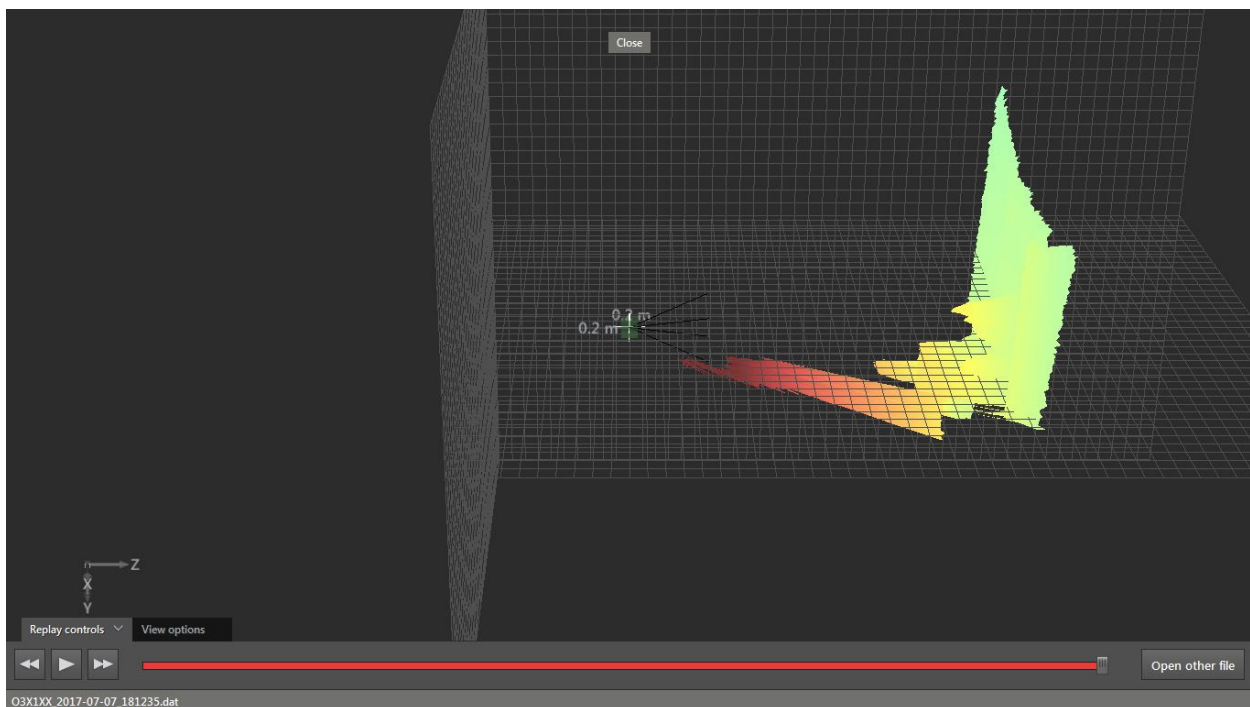 Close
0.2 m
0.2 m
Z
X
Y
Replay controls
View options
Open other file
O3X1XX_2017-07-07_181235.dat